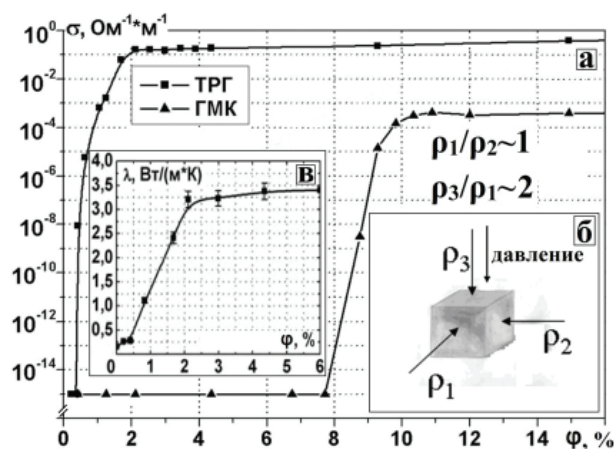 σ, Ом⁻¹*м⁻¹
а
10⁰
10⁻²
10⁻⁴
10⁻⁶
10⁻⁸
10⁻¹⁰
10⁻¹²
10⁻¹⁴
ТРГ
ГМК
ρ₁/ρ₂~1
ρ₃/ρ₁~2
в
λ, Вт/(м*К)
4,0
3,5
3,0
2,5
2,0
1,5
1,0
0,5
0 1 2 3 4 5 6
φ, %
б
давление
ρ₃
ρ₂
ρ₁
0 2 4 6 8 10 12 14 φ, %